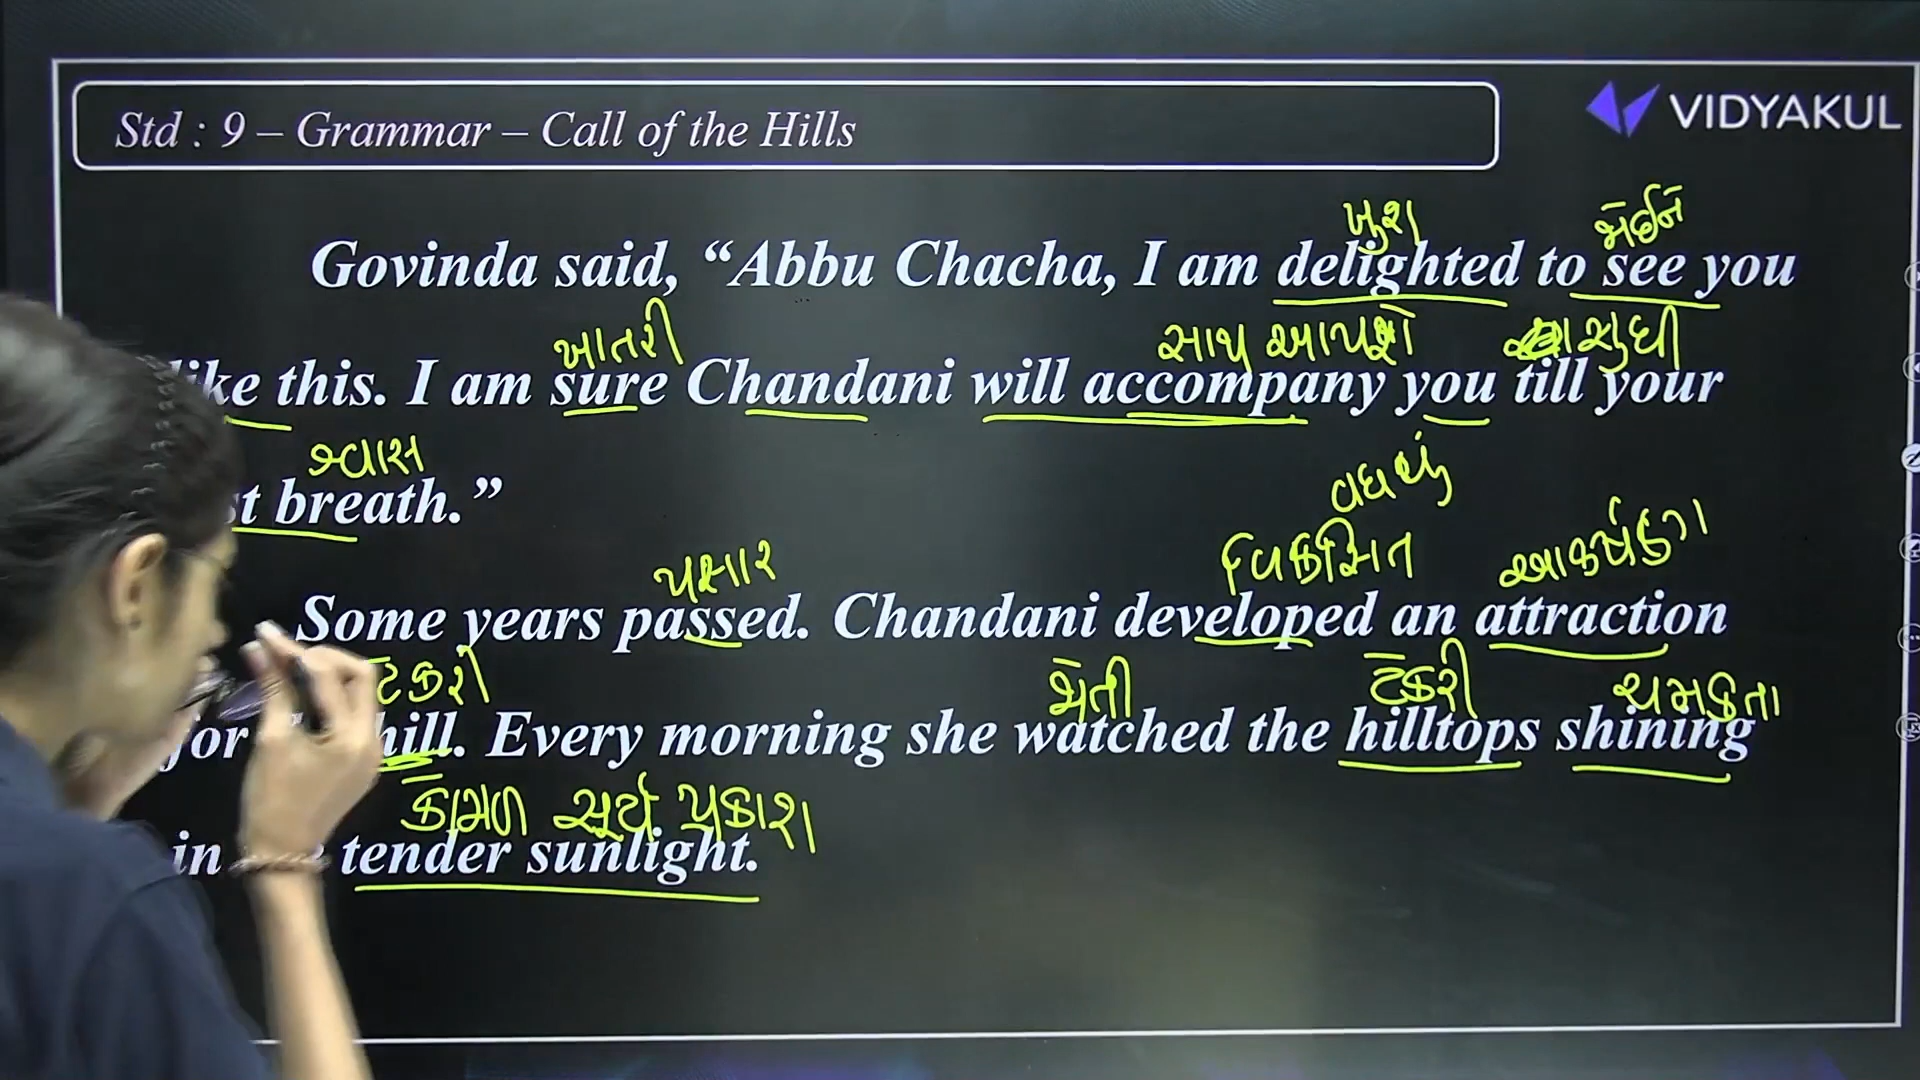 Std : 9 – Grammar – Call of the Hills
VIDYAKUL
ખુશ જોઈને
Govinda said, “Abbu Chacha, I am delighted to see you
ખાતરી સાથ આપશે સુધી
like this. I am sure Chandani will accompany you till your
શ્વાસ
st breath.”
વધ્યું
પસાર વિકસિત આકર્ષણ
Some years passed. Chandani developed an attraction
ટેકરી જોતી ટેકરી ચમકતા
for hill. Every morning she watched the hilltops shining
કોમળ સૂર્ય પ્રકાશ
in tender sunlight.